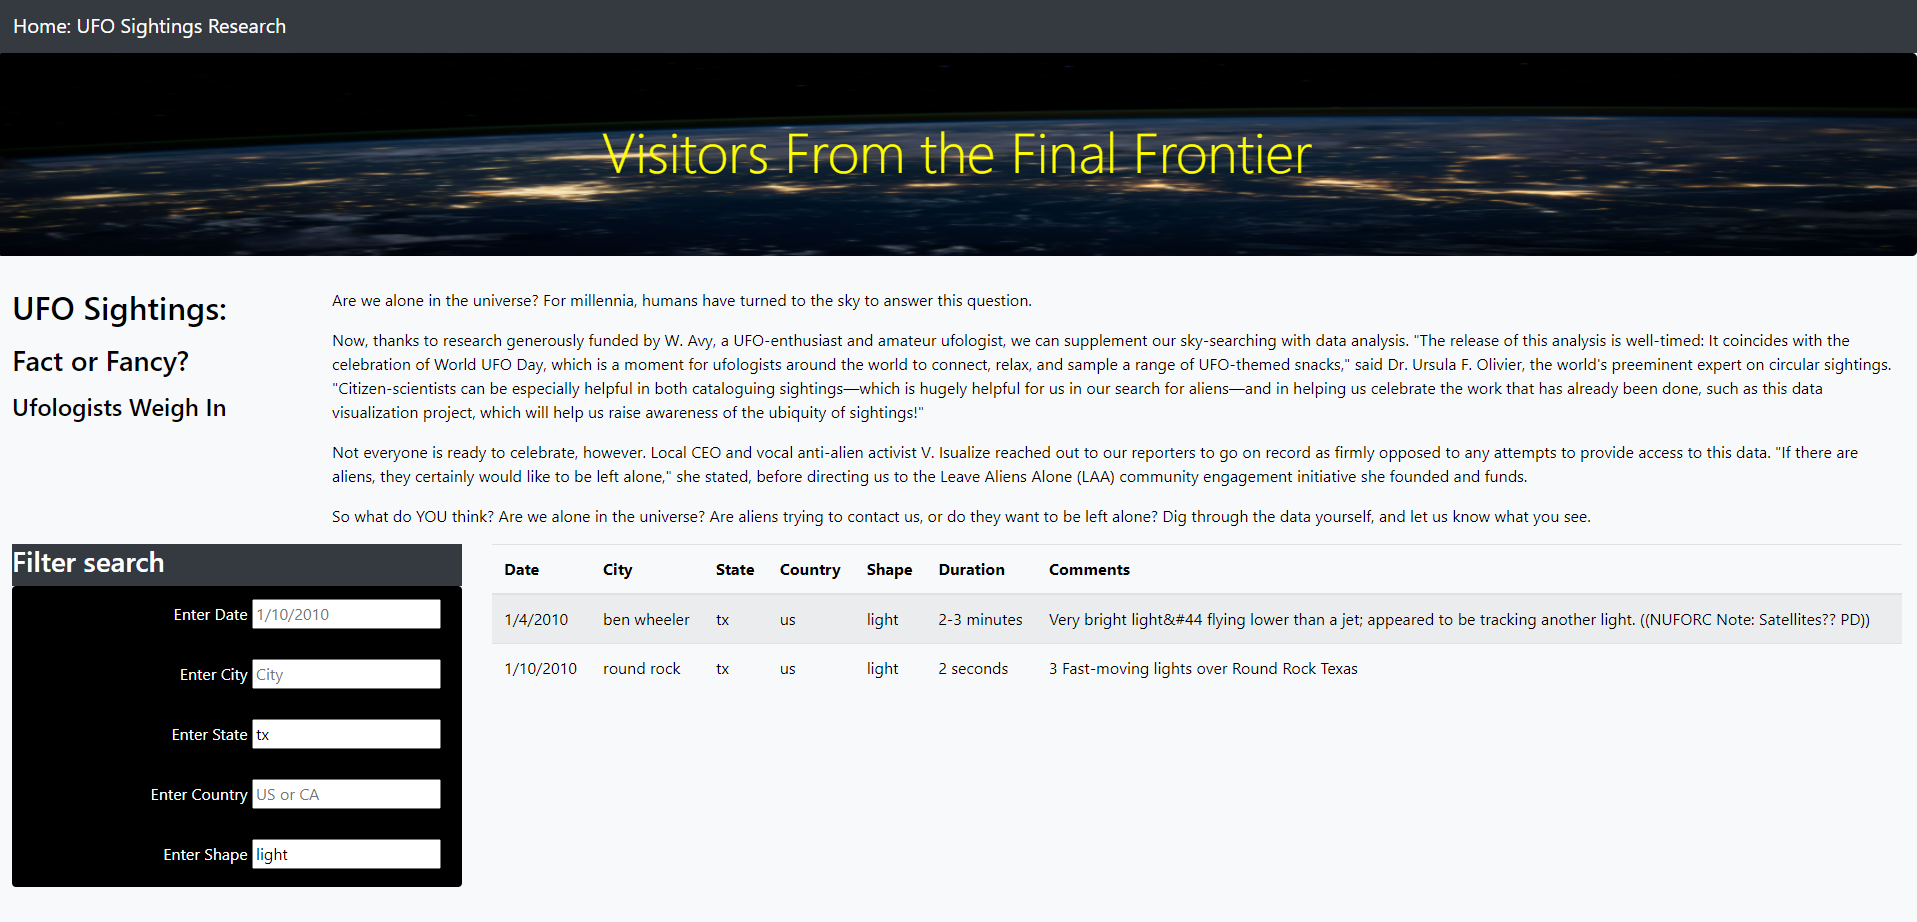 Home: UFO Sightings Research
Visitors From the Final Frontier
UFO Sightings:
Fact or Fancy?
Ufologists Weigh In
Are we alone in the universe? For millennia, humans have turned to the sky to answer this question.
Now, thanks to research generously funded by W. Avy, a UFO-enthusiast and amateur ufologist, we can supplement our sky-searching with data analysis. "The release of this analysis is well-timed: It coincides with the
celebration of World UFO Day, which is a moment for ufologists around the world to connect, relax, and sample a range of UFO-themed snacks," said Dr. Ursula F. Olivier, the world's preeminent expert on circular sightings.
"Citizen-scientists can be especially helpful in both cataloguing sightings—which is hugely helpful for us in our search for aliens—and in helping us celebrate the work that has already been done, such as this data
visualization project, which will help us raise awareness of the ubiquity of sightings!"
Not everyone is ready to celebrate, however. Local CEO and vocal anti-alien activist V. Isualize reached out to our reporters to go on record as firmly opposed to any attempts to provide access to this data. "If there are
aliens, they certainly would like to be left alone," she stated, before directing us to the Leave Aliens Alone (LAA) community engagement initiative she founded and funds.
So what do YOU think? Are we alone in the universe? Are aliens trying to contact us, or do they want to be left alone? Dig through the data yourself, and let us know what you see.
Filter search
Enter Date 1/10/2010
Enter City City
Enter State tx
Enter Country US or CA
Enter Shape light
Date City State Country Shape Duration Comments
1/4/2010 ben wheeler tx us light 2-3 minutes Very bright light&#44 flying lower than a jet; appeared to be tracking another light. ((NUFORC Note: Satellites?? PD))
1/10/2010 round rock tx us light 2 seconds 3 Fast-moving lights over Round Rock Texas